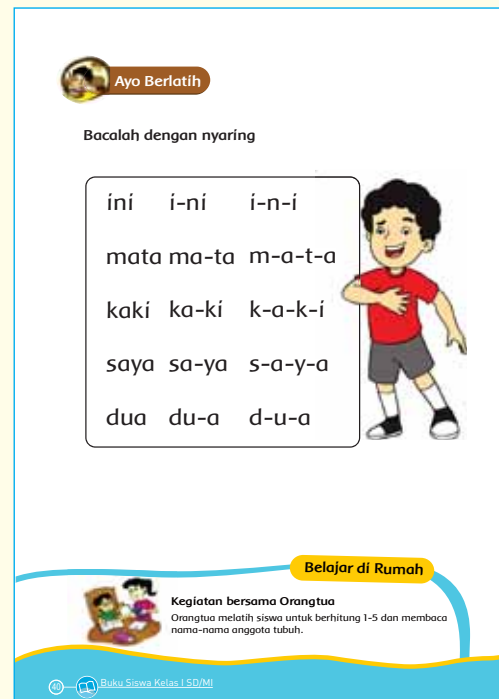 Ayo Berlatih
Bacalah dengan nyaring
ini i-ni i-n-i
mata ma-ta m-a-t-a
kaki ka-ki k-a-k-i
saya sa-ya s-a-y-a
dua du-a d-u-a
Belajar di Rumah
Kegiatan bersama Orangtua
Orangtua melatih siswa untuk berhitung 1-5 dan membaca
nama-nama anggota tubuh.
40 Buku Siswa Kelas I SD/MI